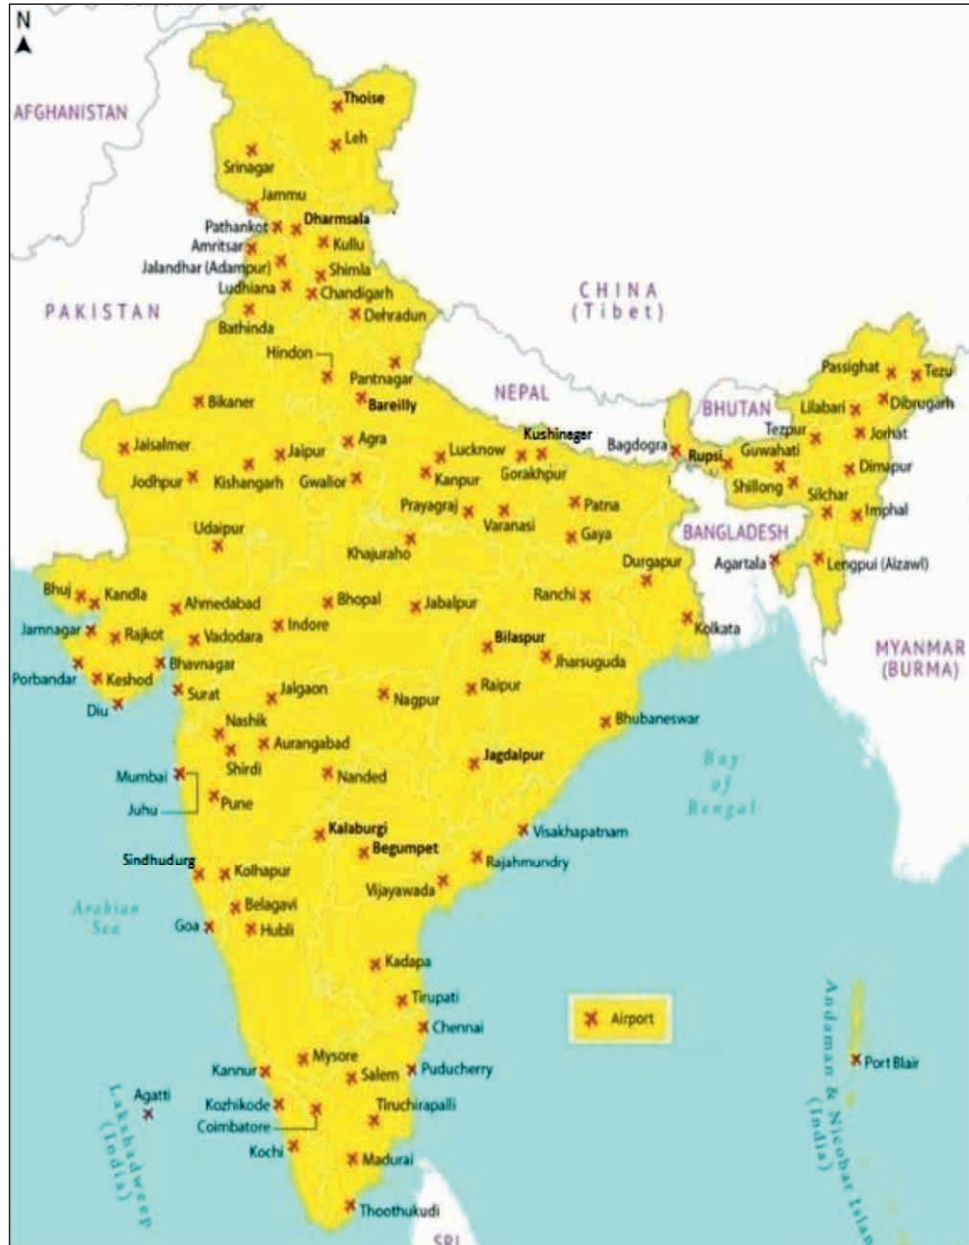 N
AFGHANISTAN
Thoise
Leh
Srinagar
Jammu
Pathankot
Dharmsala
Amritsar
Kullu
Jalandhar (Adampur)
Shimla
Ludhiana
Chandigarh
CHINA
(Tibet)
PAKISTAN
Bathinda
Dehradun
Hindon
Pantnagar
Passighat
Tezu
NEPAL
Bikaner
Bareilly
BHUTAN
Lilabari
Dibrugarh
Tezpur
Jorhat
Jaisalmer
Jaipur
Agra
Lucknow
Kushinagar
Bagdogra
Rupsi
Guwahati
Dimapur
Jodhpur
Kishangarh
Gwalior
Kanpur
Gorakhpur
Shillong
Silchar
Imphal
Prayagraj
Varanasi
Patna
Udaipur
Khajuraho
Gaya
BANGLADESH
Durgapur
Agartala
Lengpui (Aizawl)
Bhuj
Kandla
Ahmedabad
Bhopal
Jabalpur
Ranchi
Jamnagar
Rajkot
Vadodara
Indore
Kolkata
Bilaspur
Jharsuguda
MYANMAR
(BURMA)
Porbandar
Keshod
Bhavnagar
Diu
Surat
Jalgaon
Nagpur
Raipur
Bhubaneswar
Nashik
Aurangabad
Shirdi
Jagdalpur
Bay
of
Bengal
Mumbai
Juhu
Pune
Nanded
Kalaburgi
Begumpet
Visakhapatnam
Rajahmundry
Sindhudurg
Kolhapur
Vijayawada
Belagavi
Arabian
Sea
Goa
Hubli
Kadapa
Tirupati
Airport
Chennai
Andaman & Nicobar Islan
(India)
Mysore
Kannur
Salem
Puducherry
Port Blair
Agatti
Lakshadweep
(India)
Kozhikode
Coimbatore
Tiruchirapalli
Kochi
Madurai
Thoothukudi
SRI